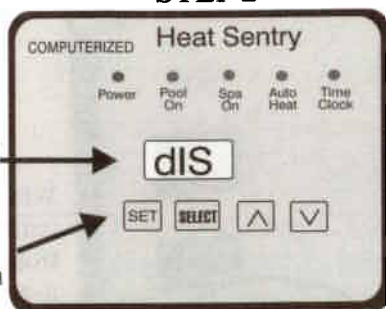 COMPUTERIZED Heat Sentry
Power Pool On Spa On Auto Heat Time Clock
dIS
SET SELECT